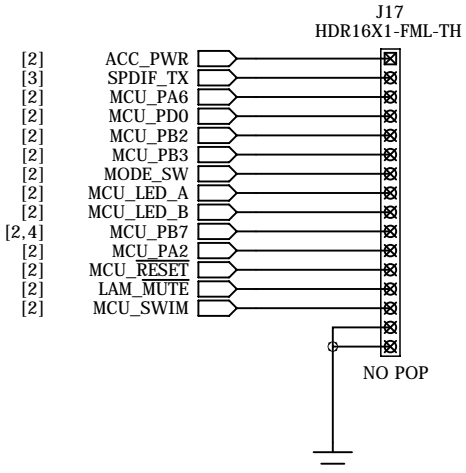 J17
HDR16X1-FML-TH
[2] ACC_PWR
[3] SPDIF_TX
[2] MCU_PA6
[2] MCU_PD0
[2] MCU_PB2
[2] MCU_PB3
[2] MODE_SW
[2] MCU_LED_A
[2] MCU_LED_B
[2,4] MCU_PB7
[2] MCU_PA2
[2] MCU_RESET
[2] LAM_MUTE
[2] MCU_SWIM
NO POP